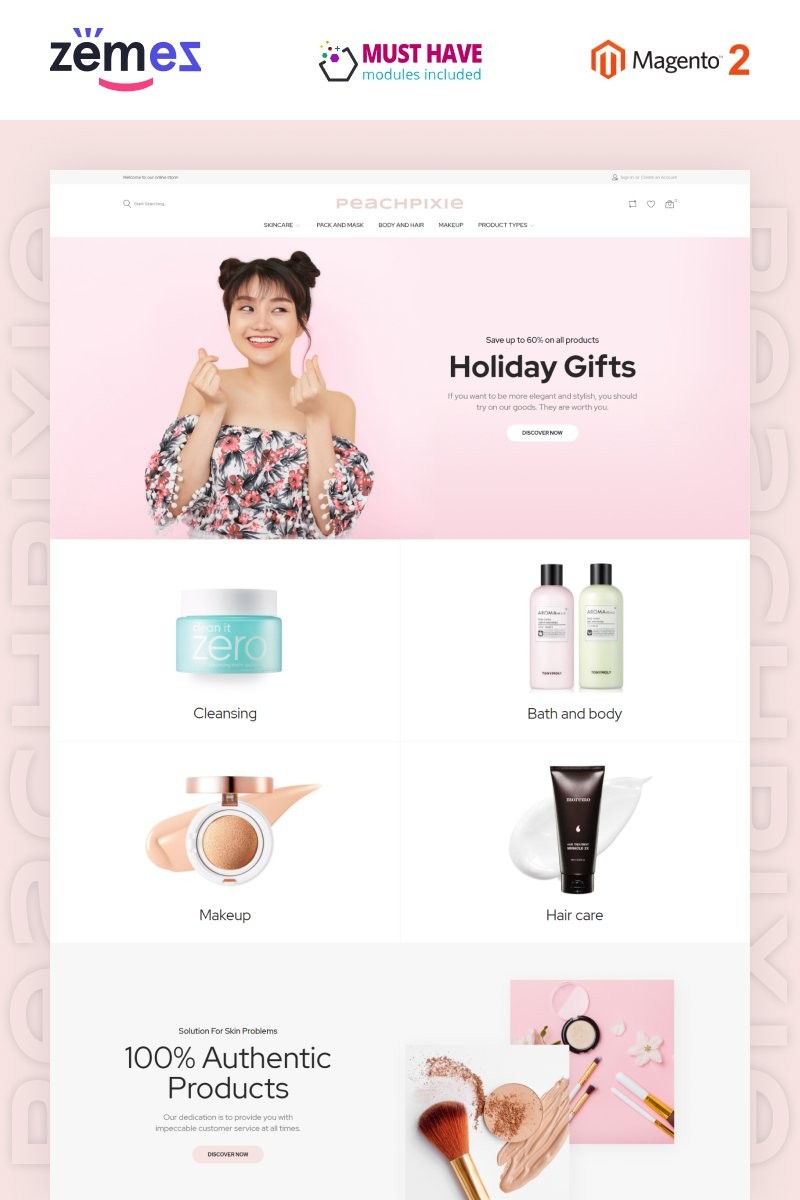 zemez
MUST HAVE
modules included
Magento™ 2
Welcome to our online Store!
Sign In or Create an Account
Start Searching
PEACHPIXIE
SKINCARE
PACK AND MASK
BODY AND HAIR
MAKEUP
PRODUCT TYPES
Save up to 60% on all products
Holiday Gifts
If you want to be more elegant and stylish, you should
try on our goods. They are worth you.
DISCOVER NOW
clean it
zero
Cleansing
AROMA
TONYMOLY
AROMA
TONYMOLY
Bath and body
Makeup
moremo
HAIR TREATMENT
MIRACLE 2X
Hair care
Solution For Skin Problems
100% Authentic
Products
Our dedication is to provide you with
impeccable customer service at all times.
DISCOVER NOW
PEACHPIXIE
PEACHPIXIE